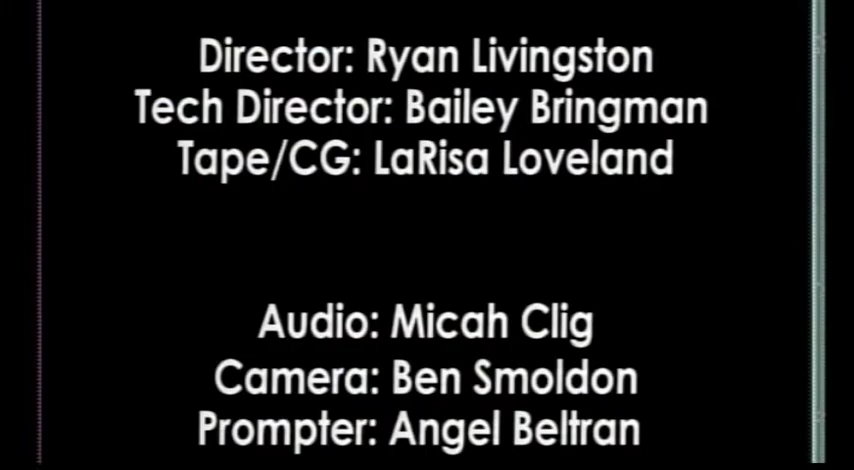 Director: Ryan Livingston
Tech Director: Bailey Bringman
Tape/CG: LaRisa Loveland
Audio: Micah Clig
Camera: Ben Smoldon
Prompter: Angel Beltran